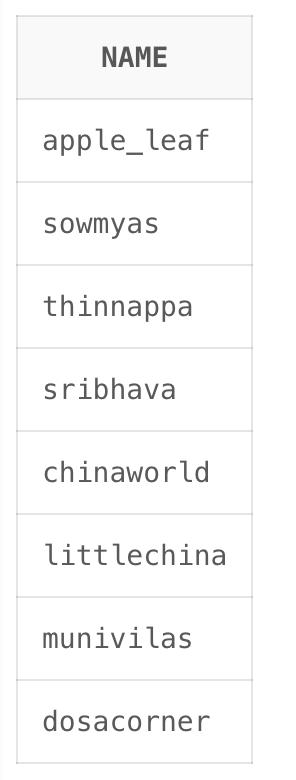 NAME
apple_leaf
sowmyas
thinnappa
sribhava
chinaworld
littlechina
munivilas
dosacorner